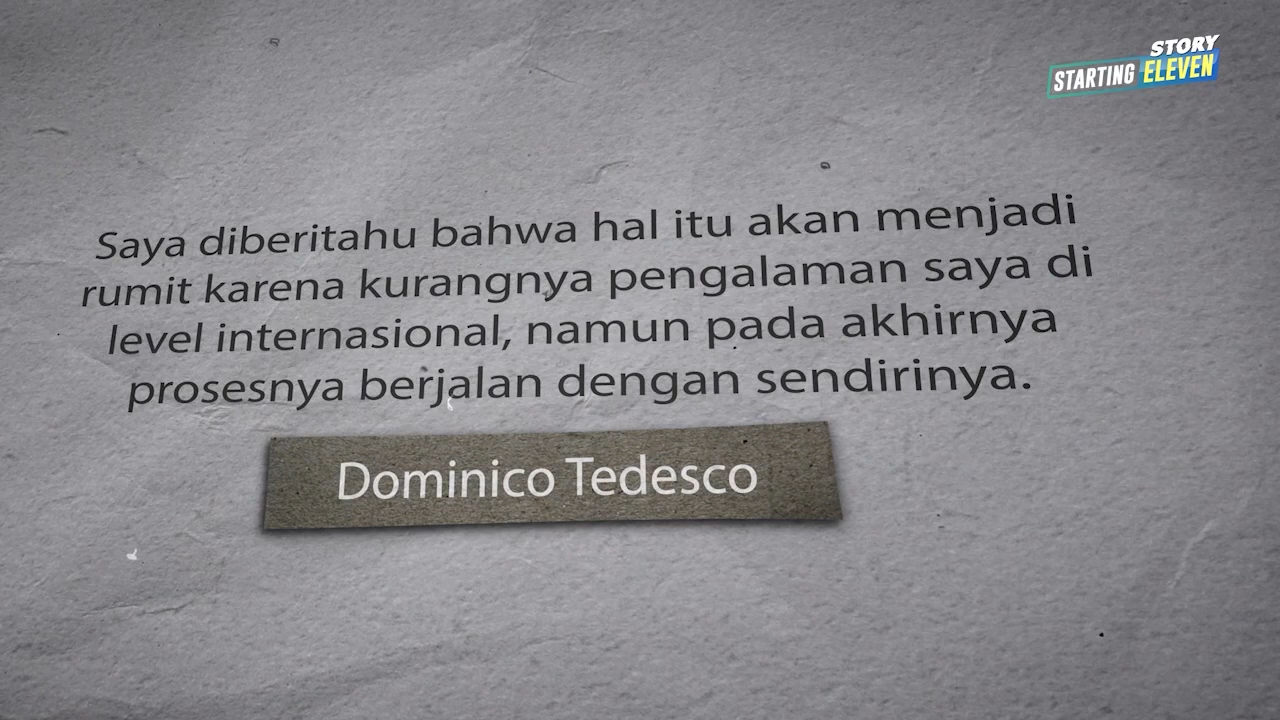 STORY
STARTING ELEVEN
Saya diberitahu bahwa hal itu akan menjadi
rumit karena kurangnya pengalaman saya di
level internasional, namun pada akhirnya
prosesnya berjalan dengan sendirinya.
Dominico Tedesco